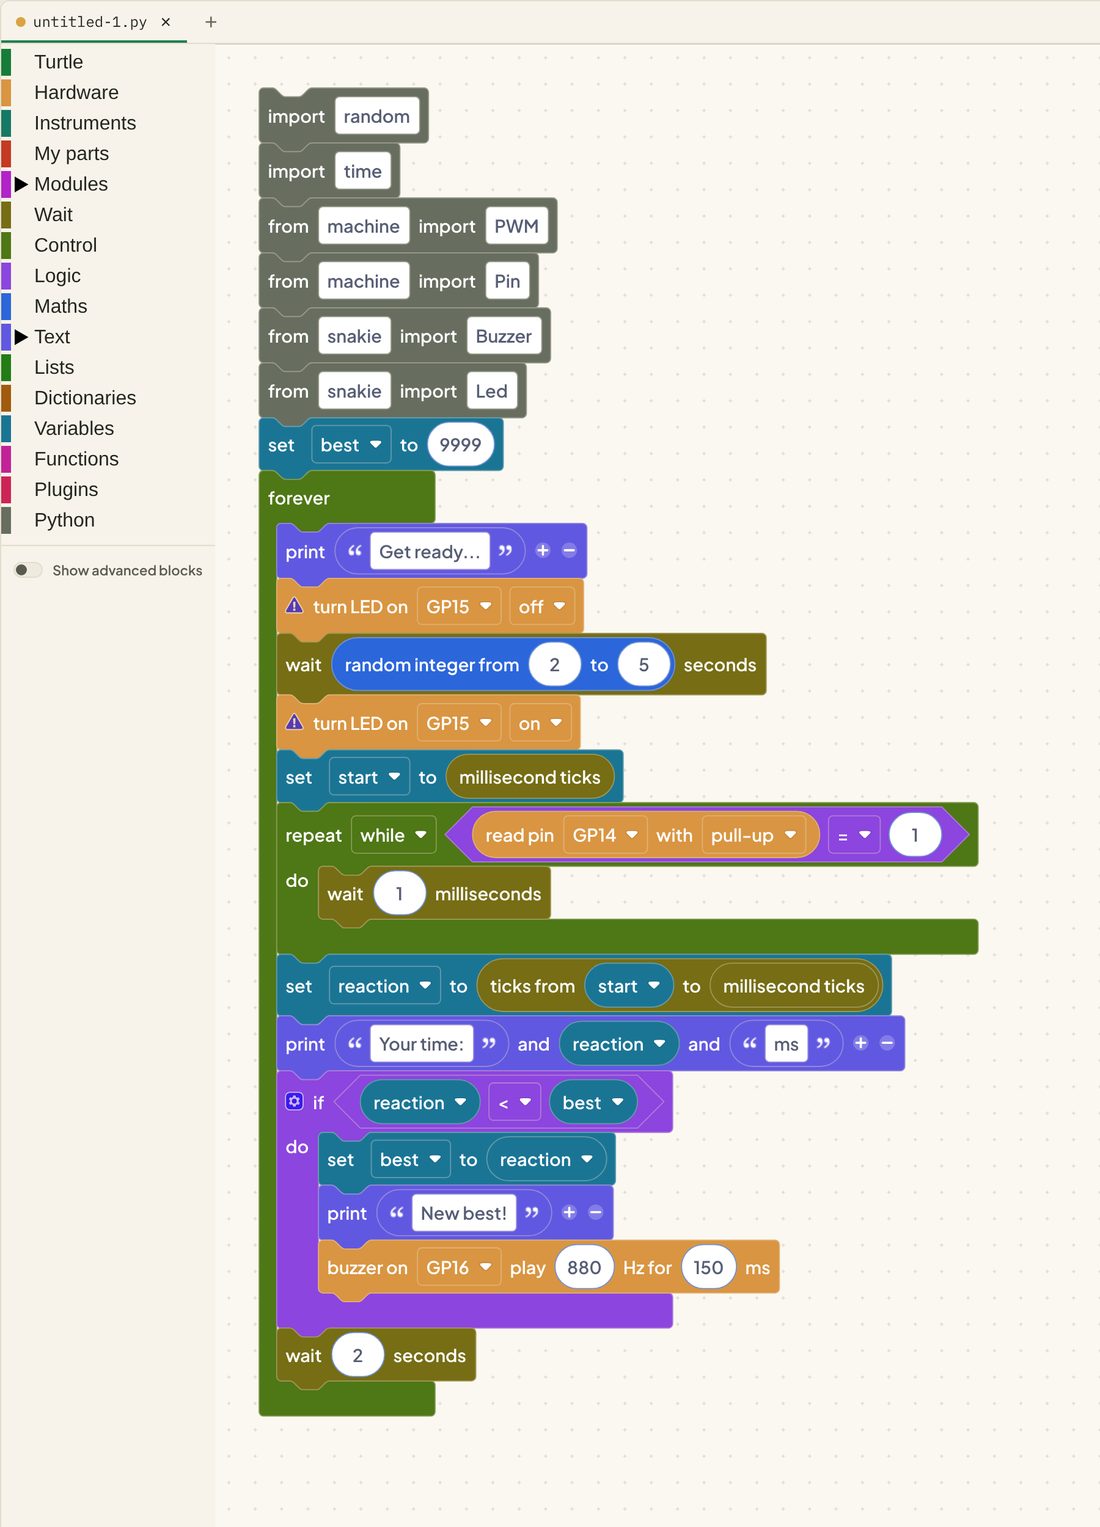 untitled-1.py × +
Turtle
Hardware
Instruments
My parts
Modules
Wait
Control
Logic
Maths
Text
Lists
Dictionaries
Variables
Functions
Plugins
Python
Show advanced blocks
import random
import time
from machine import PWM
from machine import Pin
from snakie import Buzzer
from snakie import Led
set best to 9999
forever
print “ Get ready... ” + −
turn LED on GP15 off
wait random integer from 2 to 5 seconds
turn LED on GP15 on
set start to millisecond ticks
repeat while read pin GP14 with pull-up = 1
do wait 1 milliseconds
set reaction to ticks from start to millisecond ticks
print “ Your time: ” and reaction and “ ms ” + −
if reaction < best
do set best to reaction
print “ New best! ” + −
buzzer on GP16 play 880 Hz for 150 ms
wait 2 seconds